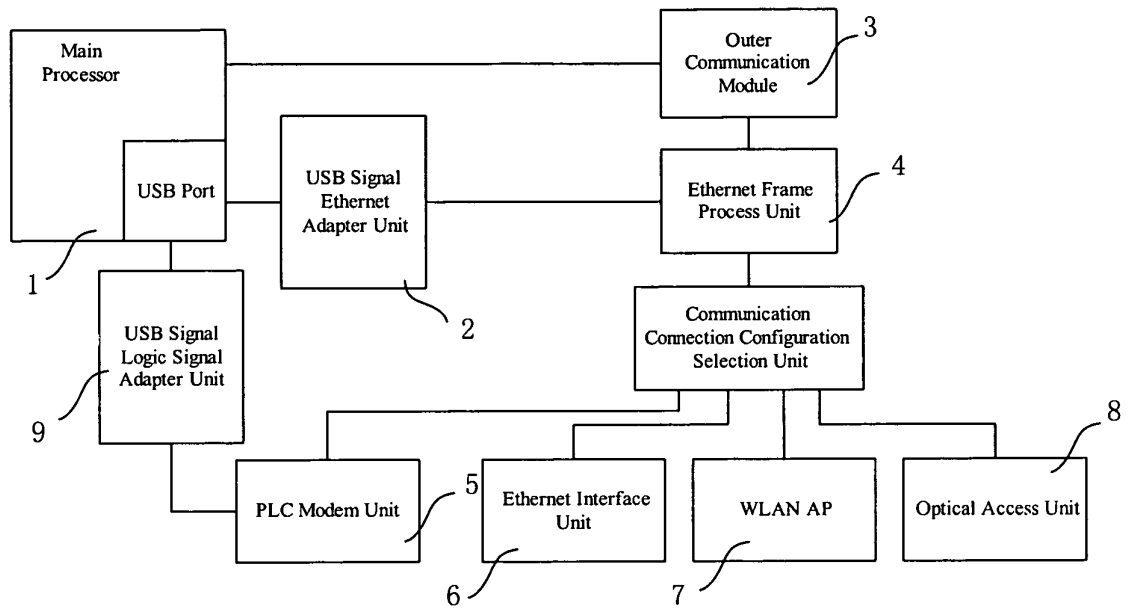 Main
Processor
USB Port
1
USB Signal
Ethernet
Adapter Unit
2
Outer
Communication
Module
3
Ethernet Frame
Process Unit
4
Communication
Connection Configuration
Selection Unit
USB Signal
Logic Signal
Adapter Unit
9
PLC Modem Unit
5
Ethernet Interface
Unit
6
WLAN AP
7
Optical Access Unit
8